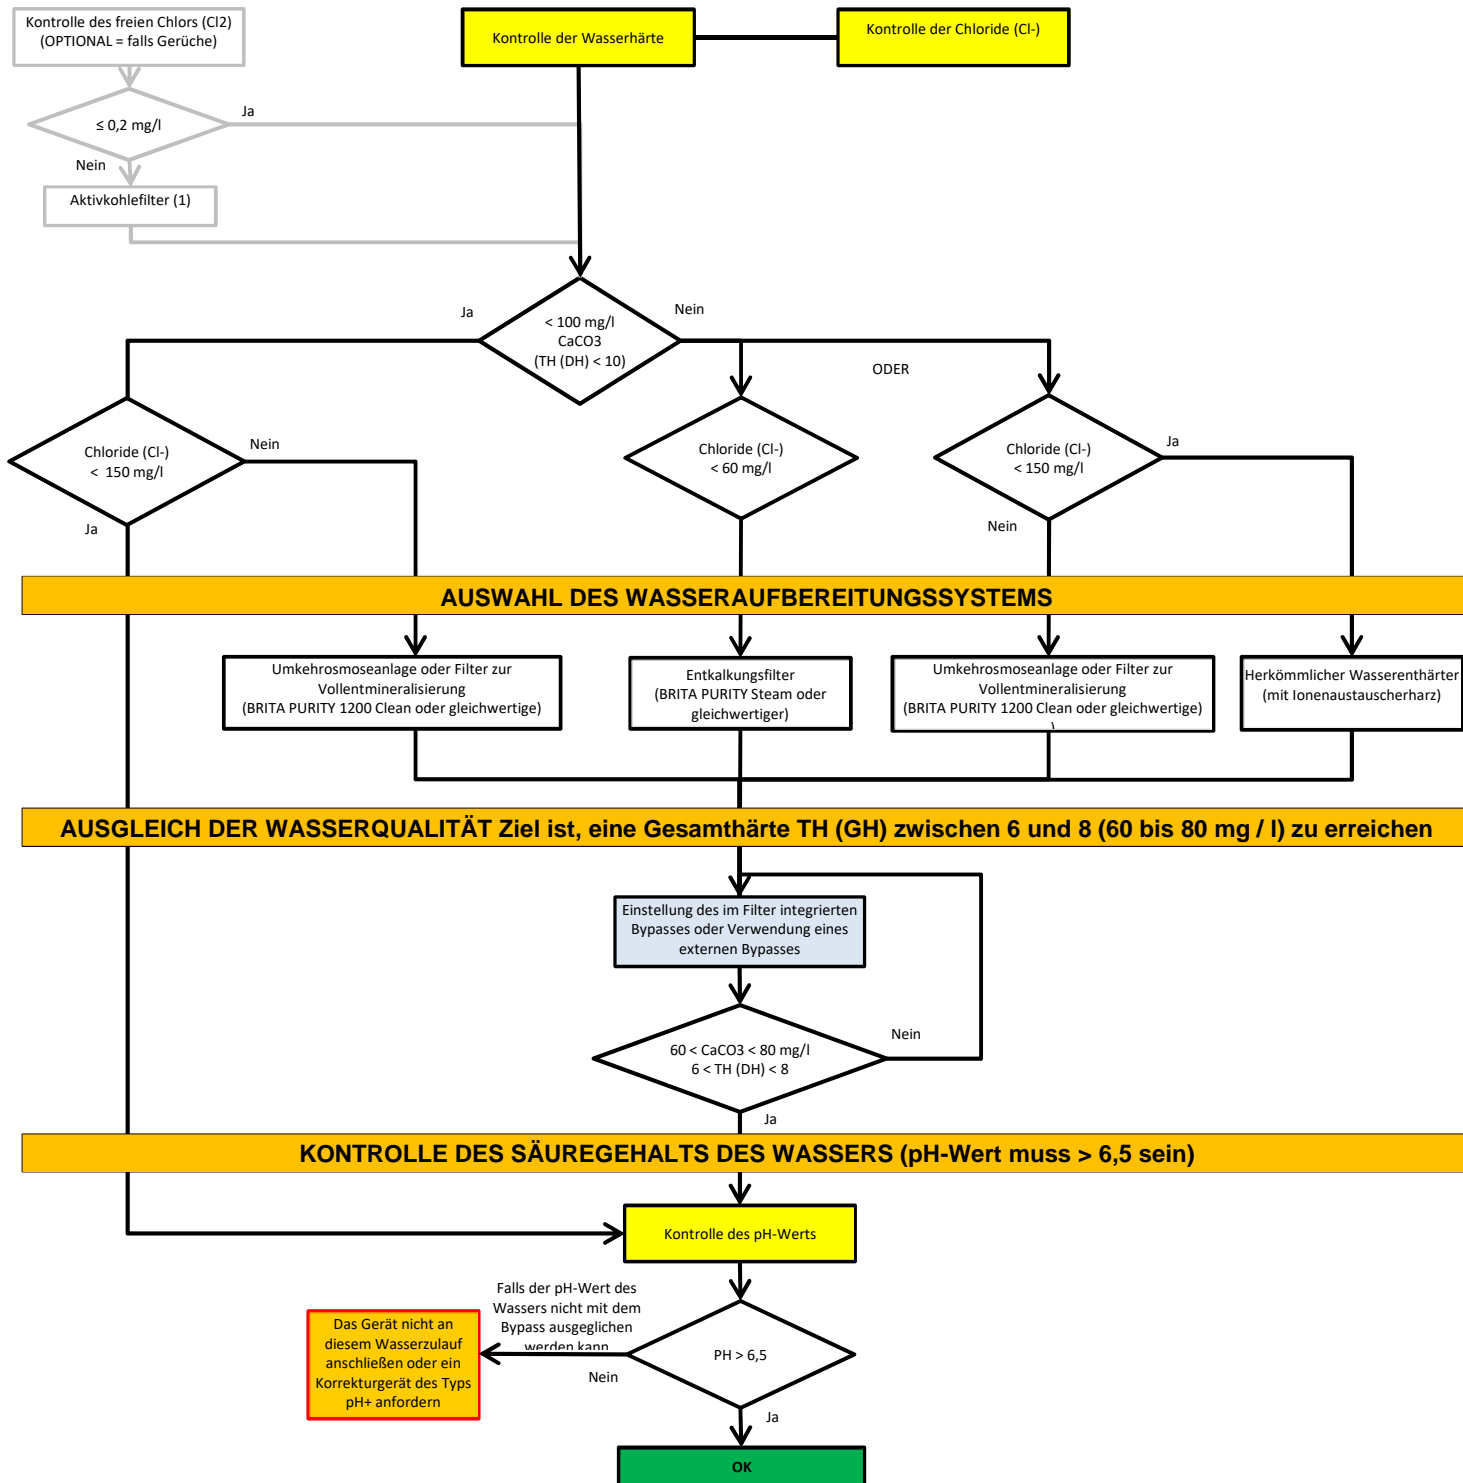 Kontrolle des freien Chlors (Cl2)
(OPTIONAL = falls Gerüche)
Kontrolle der Wasserhärte
Kontrolle der Chloride (Cl-)
≤ 0,2 mg/l
Ja
Nein
Aktivkohlefilter (1)
Ja
Nein
< 100 mg/l
CaCO3
(TH (DH) < 10)
ODER
Chloride (Cl-)
< 150 mg/l
Nein
Ja
Chloride (Cl-)
< 60 mg/l
Chloride (Cl-)
< 150 mg/l
Ja
Nein
AUSWAHL DES WASSERAUFBEREITUNGSSYSTEMS
Umkehrosmoseanlage oder Filter zur
Vollentmineralisierung
(BRITA PURITY 1200 Clean oder gleichwertige)
Entkalkungsfilter
(BRITA PURITY Steam oder
gleichwertiger)
Umkehrosmoseanlage oder Filter zur
Vollentmineralisierung
(BRITA PURITY 1200 Clean oder gleichwertige)
)
Herkömmlicher Wasserenthärter
(mit Ionenaustauscherharz)
AUSGLEICH DER WASSERQUALITÄT Ziel ist, eine Gesamthärte TH (GH) zwischen 6 und 8 (60 bis 80 mg / l) zu erreichen
Einstellung des im Filter integrierten
Bypasses oder Verwendung eines
externen Bypasses
60 < CaCO3 < 80 mg/l
6 < TH (DH) < 8
Nein
Ja
KONTROLLE DES SÄUREGEHALTS DES WASSERS (pH-Wert muss > 6,5 sein)
Kontrolle des pH-Werts
Falls der pH-Wert des
Wassers nicht mit dem
Bypass ausgeglichen
werden kann
Das Gerät nicht an
diesem Wasserzulauf
anschließen oder ein
Korrekturgerät des Typs
pH+ anfordern
PH > 6,5
Nein
Ja
OK